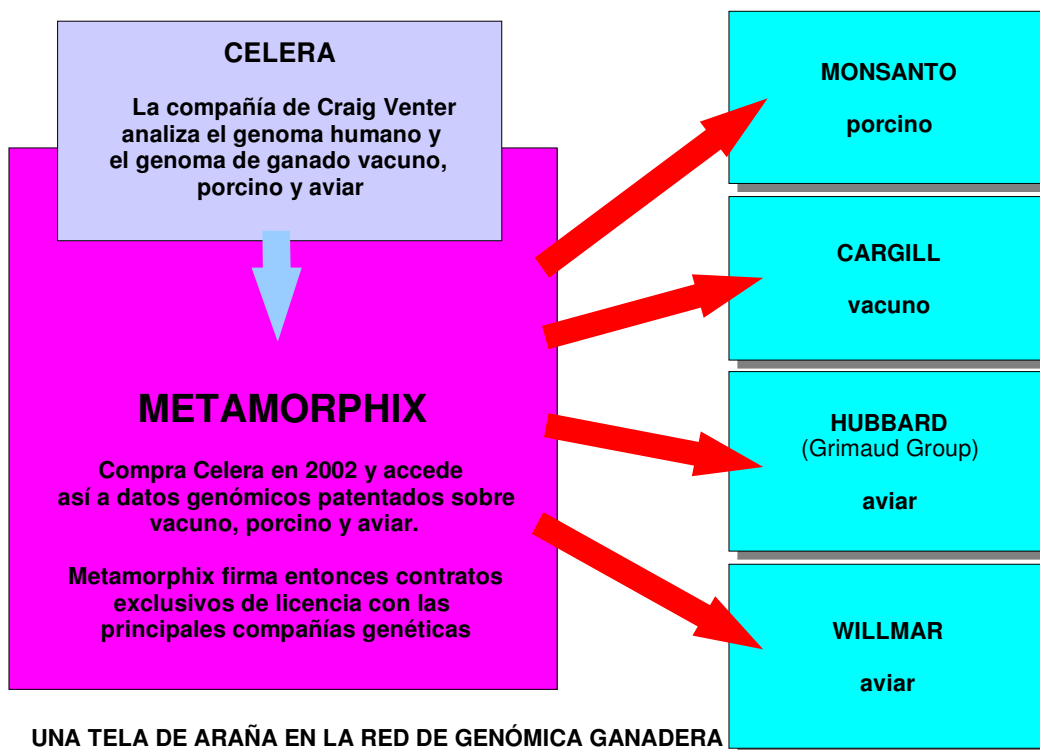 CELERA
La compañía de Craig Venter
analiza el genoma humano y
el genoma de ganado vacuno,
porcino y aviar
METAMORPHIX
Compra Celera en 2002 y accede
así a datos genómicos patentados sobre
vacuno, porcino y aviar.
Metamorphix firma entonces contratos
exclusivos de licencia con las
principales compañías genéticas
MONSANTO
porcino
CARGILL
vacuno
HUBBARD
(Grimaud Group)
aviar
WILLMAR
aviar
UNA TELA DE ARAÑA EN LA RED DE GENÓMICA GANADERA